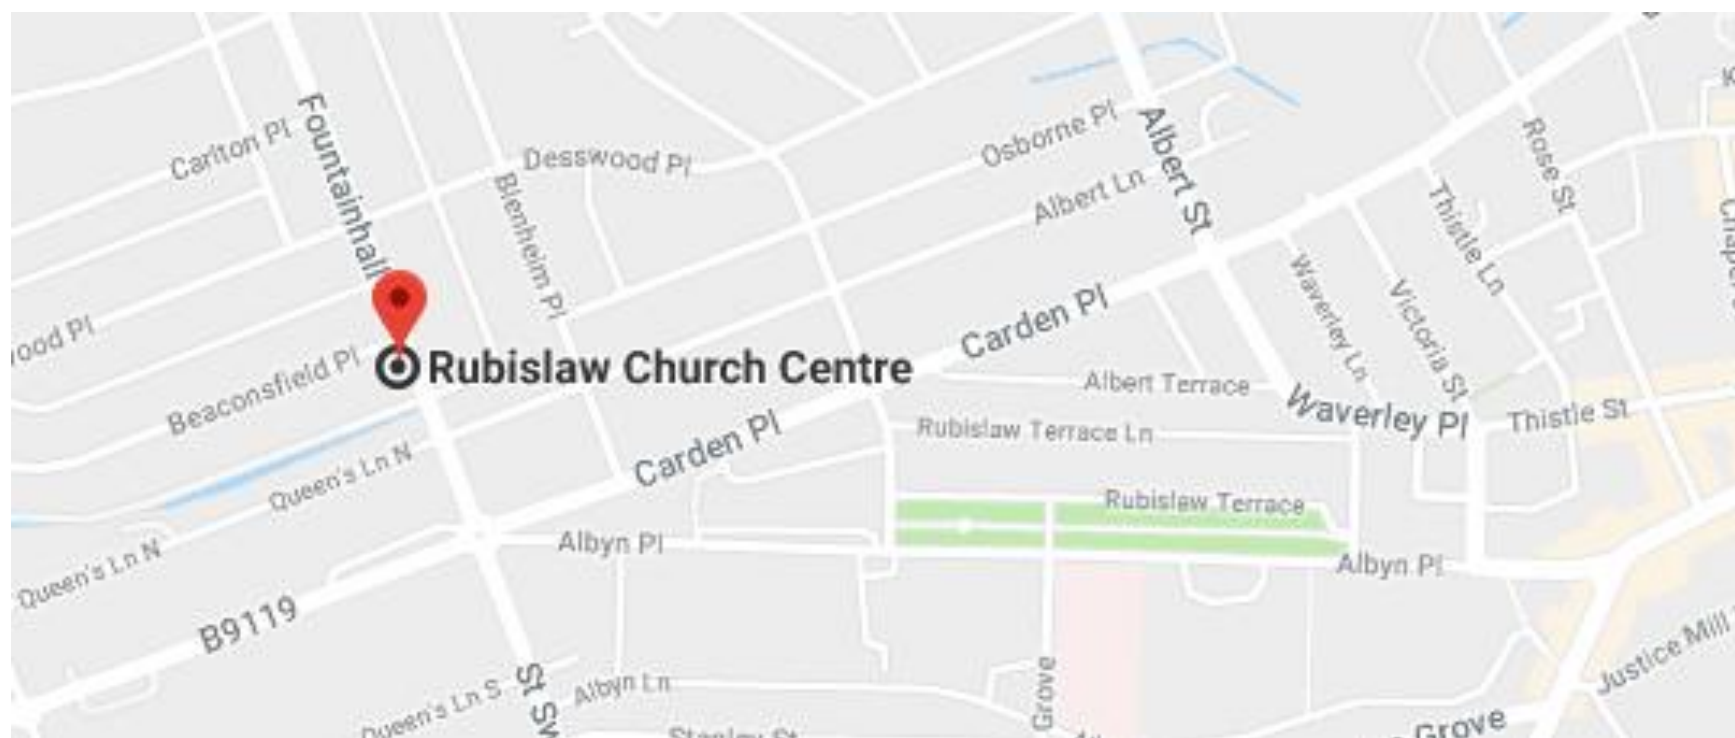 Fountainhall
Carlton Pl
Desswood Pl
Blenheim Pl
Osborne Pl
Albert Ln
Albert St
Rose St
Thistle Ln
Waverley Ln
Victoria St
Carden Pl
ood Pl
Beaconsfield Pl
Rubislaw Church Centre
Albert Terrace
Waverley Pl
Thistle St
Rubislaw Terrace Ln
Carden Pl
Queen's Ln N
Rubislaw Terrace
Albyn Pl
Albyn Pl
Queen's Ln N
B9119
Justice Mill
Queen's Ln S
St Sw
Albyn Ln
Grove
Grove
Stanley St